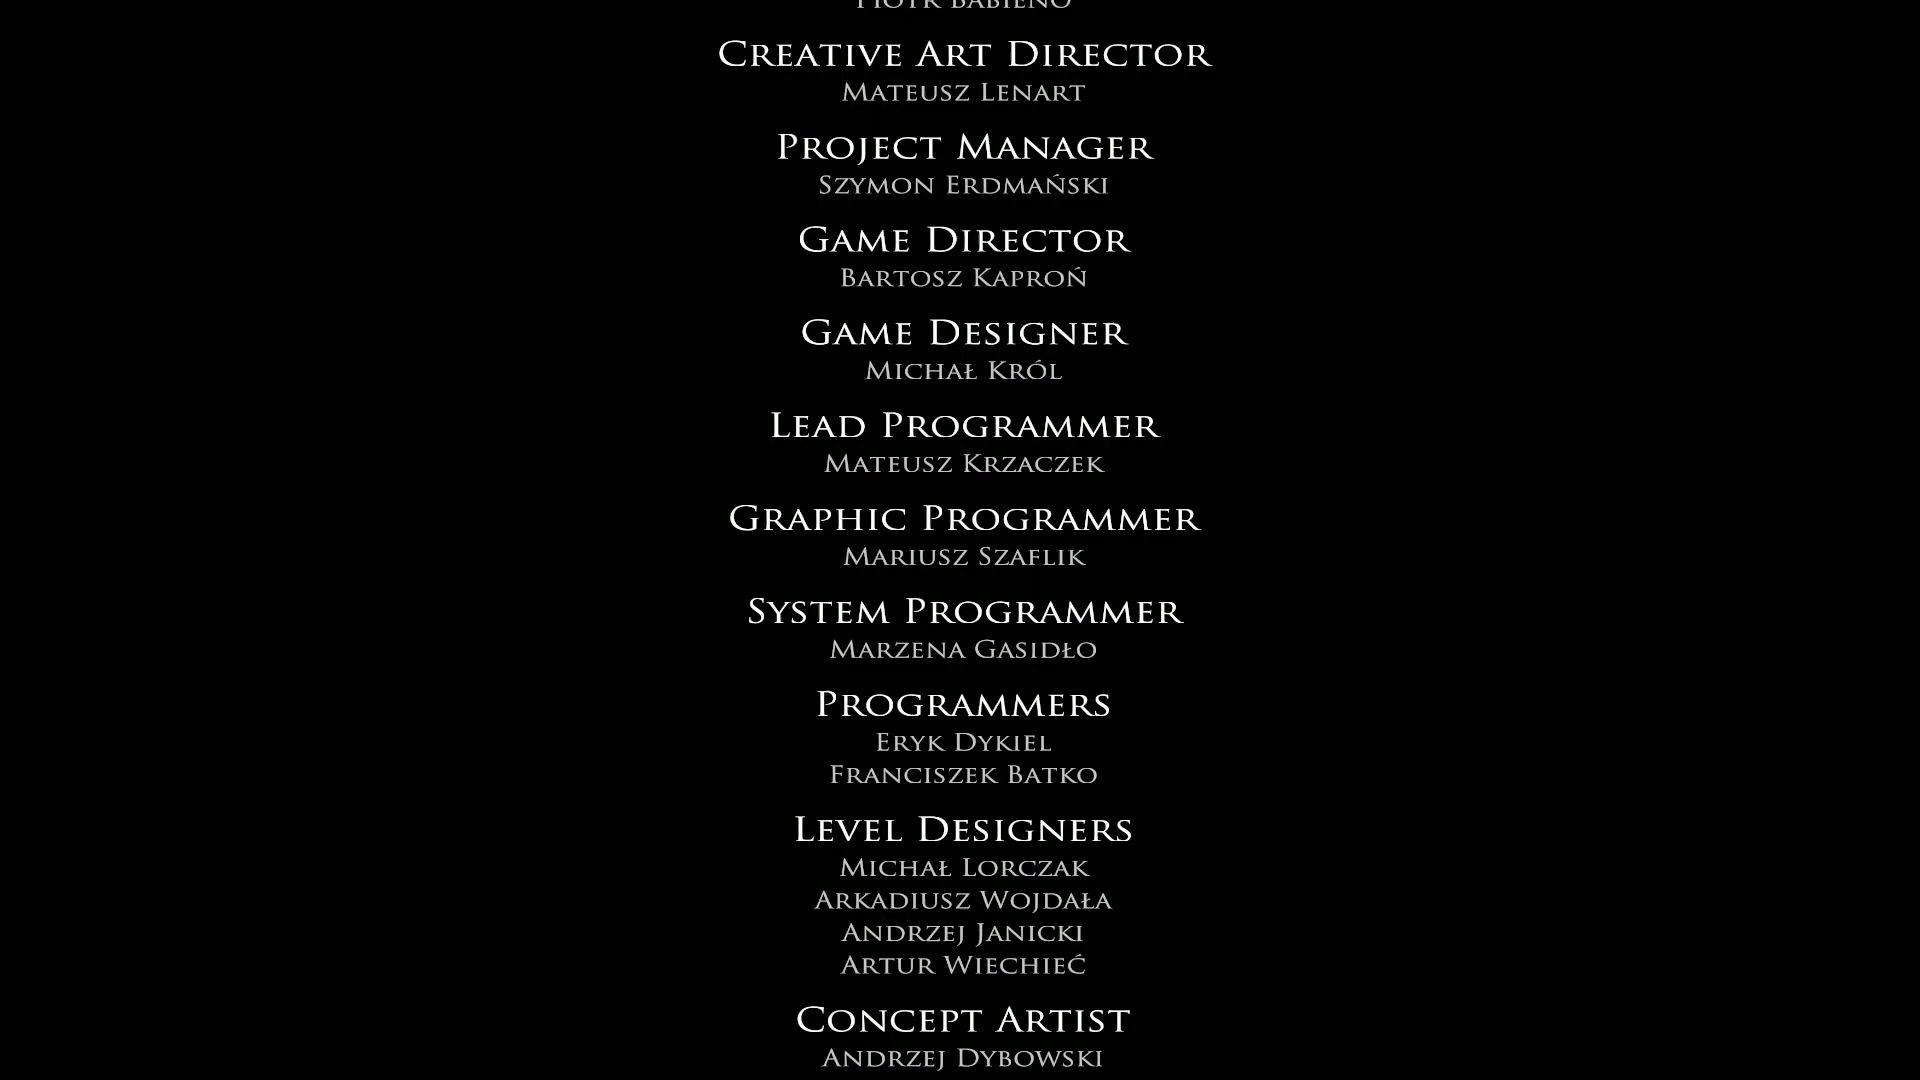 Piotr Babieno
Creative Art Director
Mateusz Lenart
Project Manager
Szymon Erdmański
Game Director
Bartosz Kaproń
Game Designer
Michał Król
Lead Programmer
Mateusz Krzaczek
Graphic Programmer
Mariusz Szaflik
System Programmer
Marzena Gasidło
Programmers
Eryk Dykiel
Franciszek Batko
Level Designers
Michał Lorczak
Arkadiusz Wojdała
Andrzej Janicki
Artur Wiechieć
Concept Artist
Andrzej Dybowski